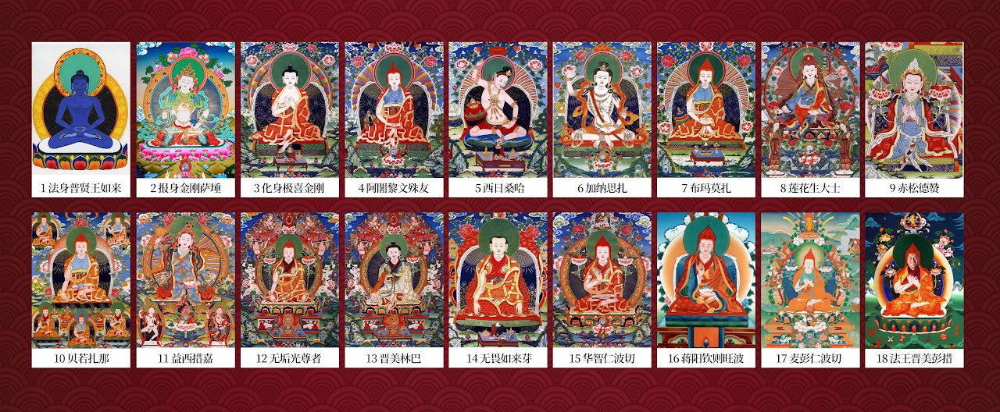 1 法身普贤王如来
2 报身金刚萨埵
3 化身极喜金刚
4 阿闍黎文殊友
5 西日桑哈
6 加纳思扎
7 布玛莫扎
8 莲花生大士
9 赤松德赞
10 贝若扎那
11 益西措嘉
12 无垢光尊者
13 晋美林巴
14 无畏如来芽
15 华智仁波切
16 蒋阳钦则旺波
17 麦彭仁波切
18 法王晋美彭措